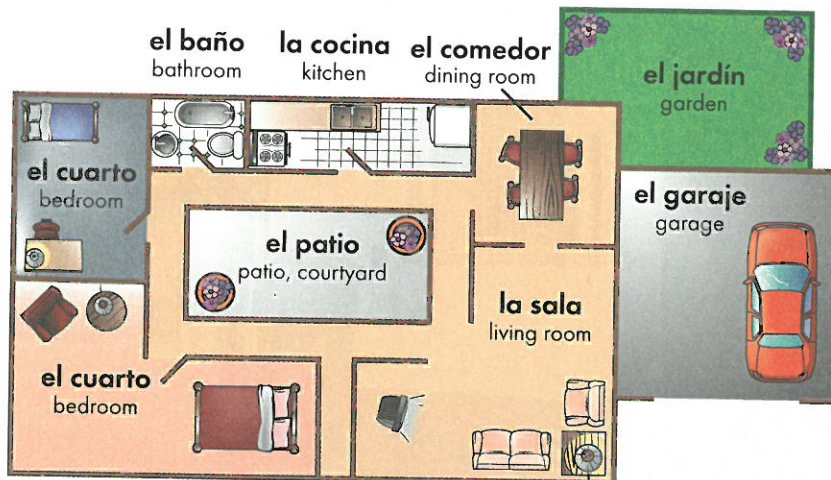 el baño
bathroom
la cocina
kitchen
el comedor
dining room
el jardín
garden
el cuarto
bedroom
el garaje
garage
el patio
patio, courtyard
la sala
living room
el cuarto
bedroom